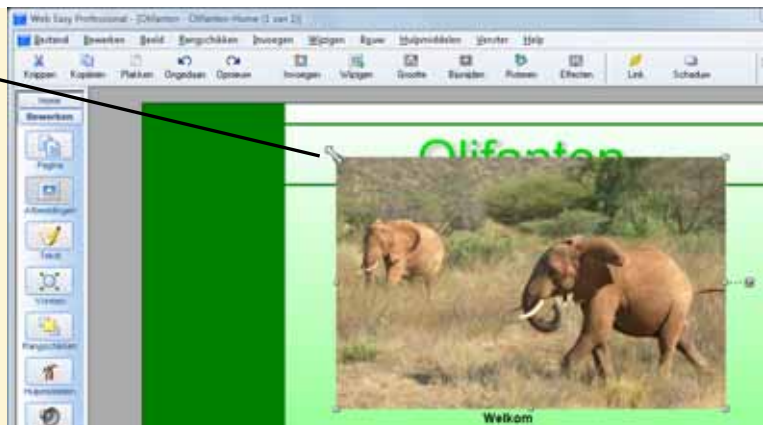 Web Easy Professional - [Olifanten - Olifanten-Home (1 van 2)]
Bestand Bewerken Beeld Rangschikken Invoegen Wijzigen Bouw Hulpmiddelen Venster Help
Knippen Kopiëren Plakken Ongedaan Opnieuw Invoegen Wijzigen Grootte Bijsnijden Roteren Effecten Link Schaduw
Home
Bewerken
Pagina
Afbeeldingen
Tekst
Vormen
Rangschikken
Hulpmiddelen
Olifanten
Welkom